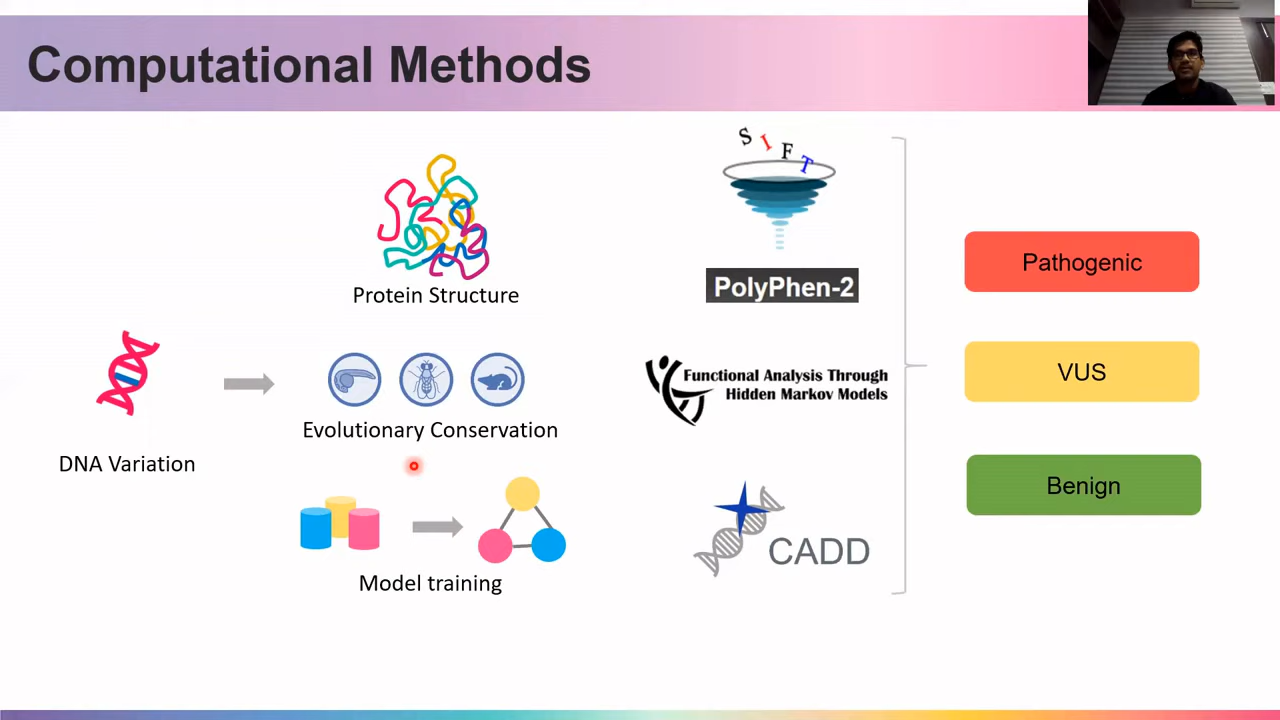 Computational Methods
S I F T
Protein Structure
PolyPhen-2
Functional Analysis Through
Hidden Markov Models
Evolutionary Conservation
DNA Variation
CADD
Model training
Pathogenic
VUS
Benign